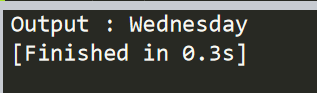 Output : Wednesday
[Finished in 0.3s]